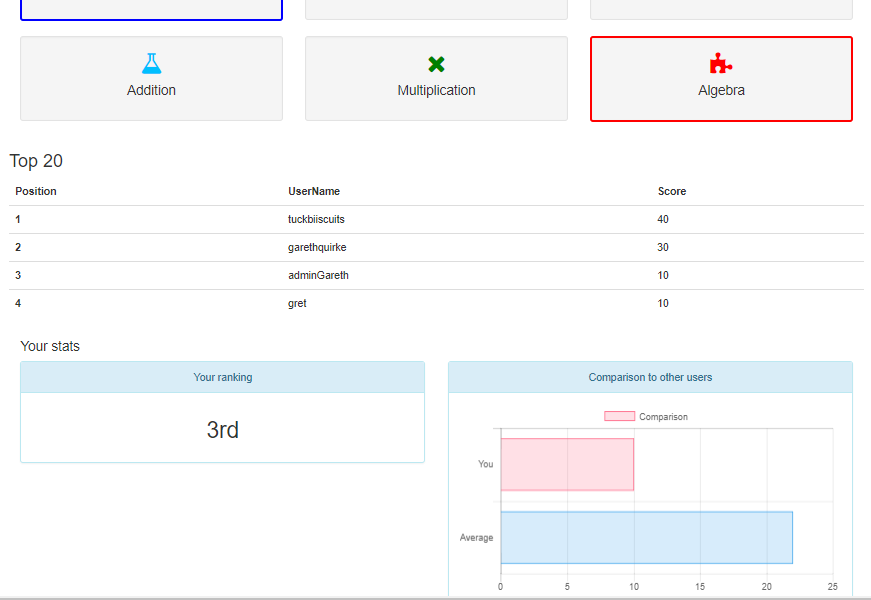 Addition Multiplication Algebra
Top 20
Position UserName Score
1 tuckbiiscuits 40
2 garethquirke 30
3 adminGareth 10
4 gret 10
Your stats
Your ranking
3rd
Comparison to other users
Comparison
You
Average
0 5 10 15 20 25